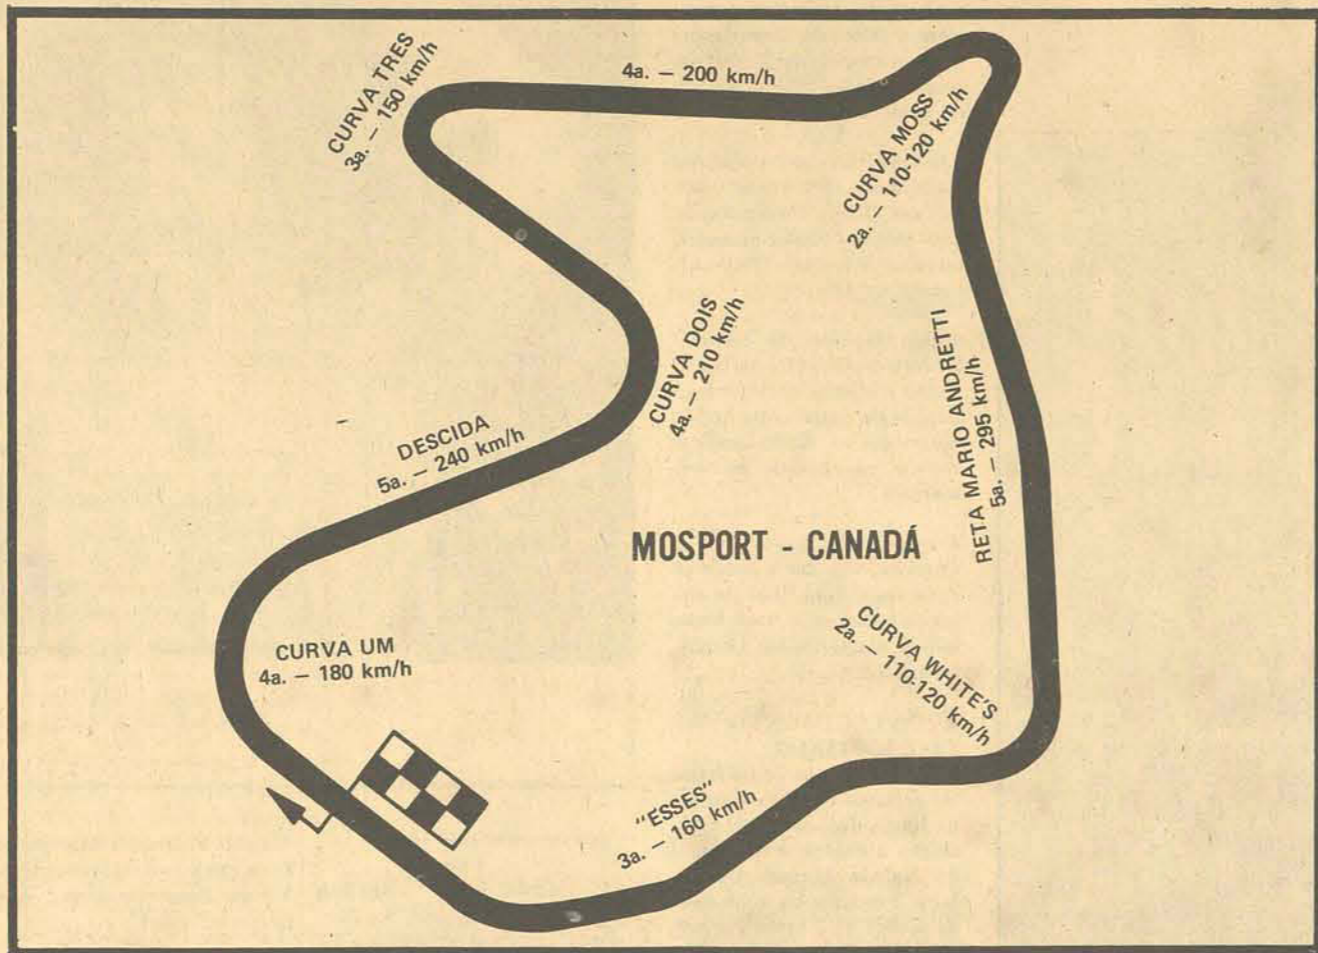 CURVA TRES
3a. — 150 km/h
4a. — 200 km/h
CURVA MOSS
2a. — 110-120 km/h
CURVA DOIS
4a. — 210 km/h
RETA MARIO ANDRETTI
5a. — 295 km/h
DESCIDA
5a. — 240 km/h
MOSPORT - CANADÁ
CURVA UM
4a. — 180 km/h
CURVA WHITE'S
2a. — 110-120 km/h
"ESSES"
3a. — 160 km/h